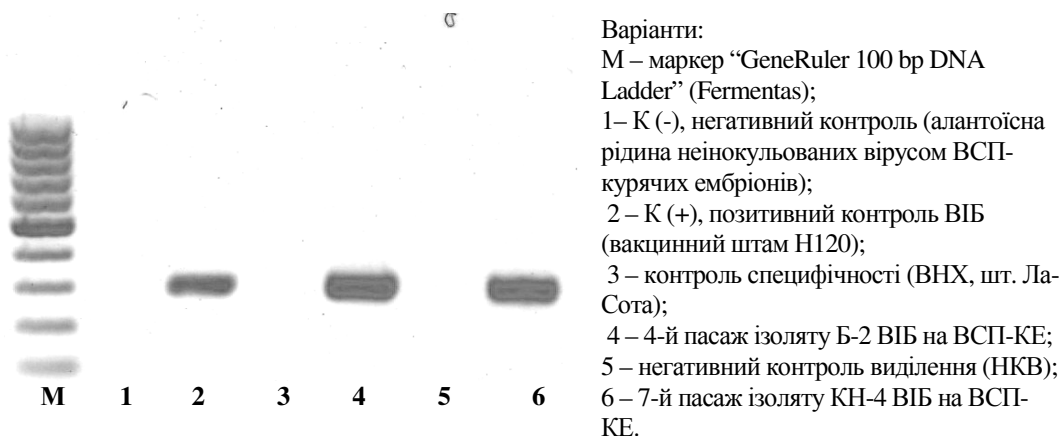 Варіанти:
М – маркер “GeneRuler 100 bp DNA
Ladder” (Fermentas);
1– К (-), негативний контроль (алантоїсна
рідина неінокульованих вірусом ВСП-
курячих ембріонів);
2 – К (+), позитивний контроль ВІБ
(вакцинний штам Н120);
3 – контроль специфічності (ВНХ, шт. Ла-
Сота);
4 – 4-й пасаж ізоляту Б-2 ВІБ на ВСП-КЕ;
5 – негативний контроль виділення (НКВ);
6 – 7-й пасаж ізоляту КН-4 ВІБ на ВСП-
КЕ.
М 1 2 3 4 5 6